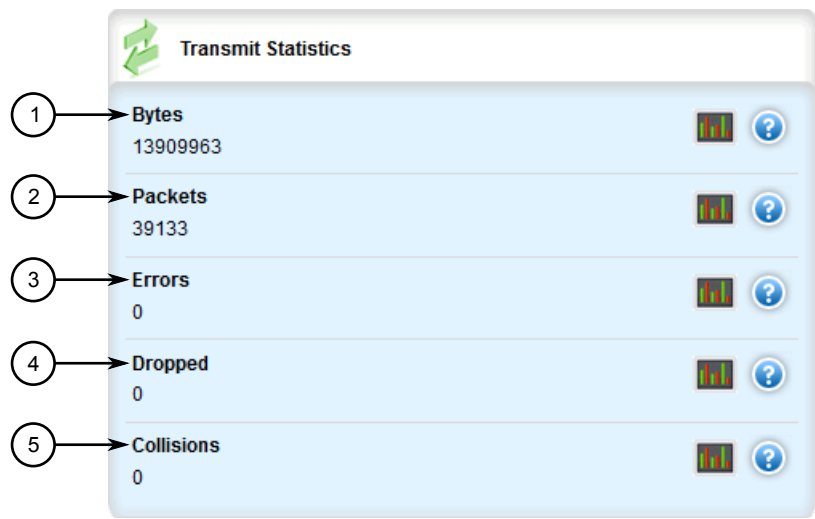 Transmit Statistics
1
Bytes
13909963
2
Packets
39133
3
Errors
0
4
Dropped
0
5
Collisions
0